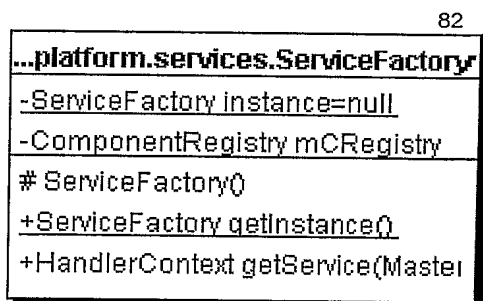 82
...platform.services.ServiceFactory
-ServiceFactory instance=null
-ComponentRegistry mCRegistry
# ServiceFactory()
+ServiceFactory getInstance()
+HandlerContext getService(Master